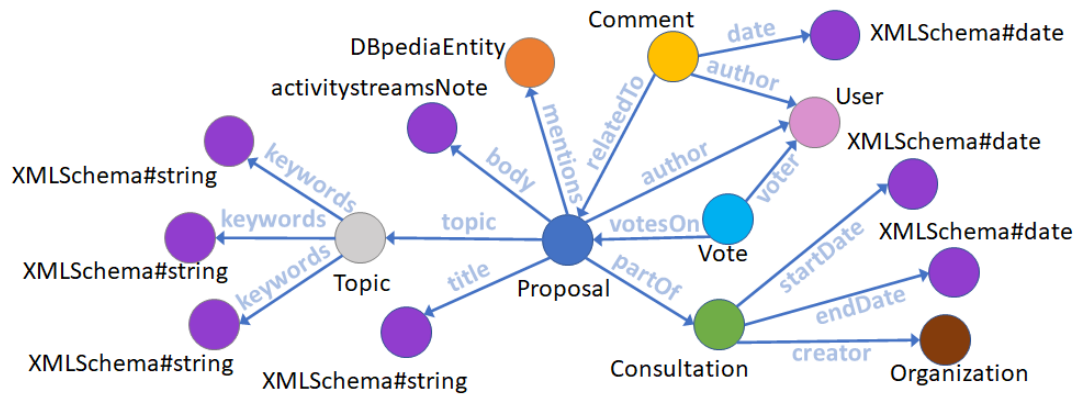 Comment
date
XMLSchema#date
DBpediaEntity
author
User
activitystreamsNote
relatedTo
mentions
XMLSchema#date
keywords
body
author
voter
XMLSchema#string
keywords
topic
votesOn
startDate
XMLSchema#date
XMLSchema#string
keywords
Topic
title
Proposal
partOf
Vote
endDate
XMLSchema#string
XMLSchema#string
Consultation
creator
Organization